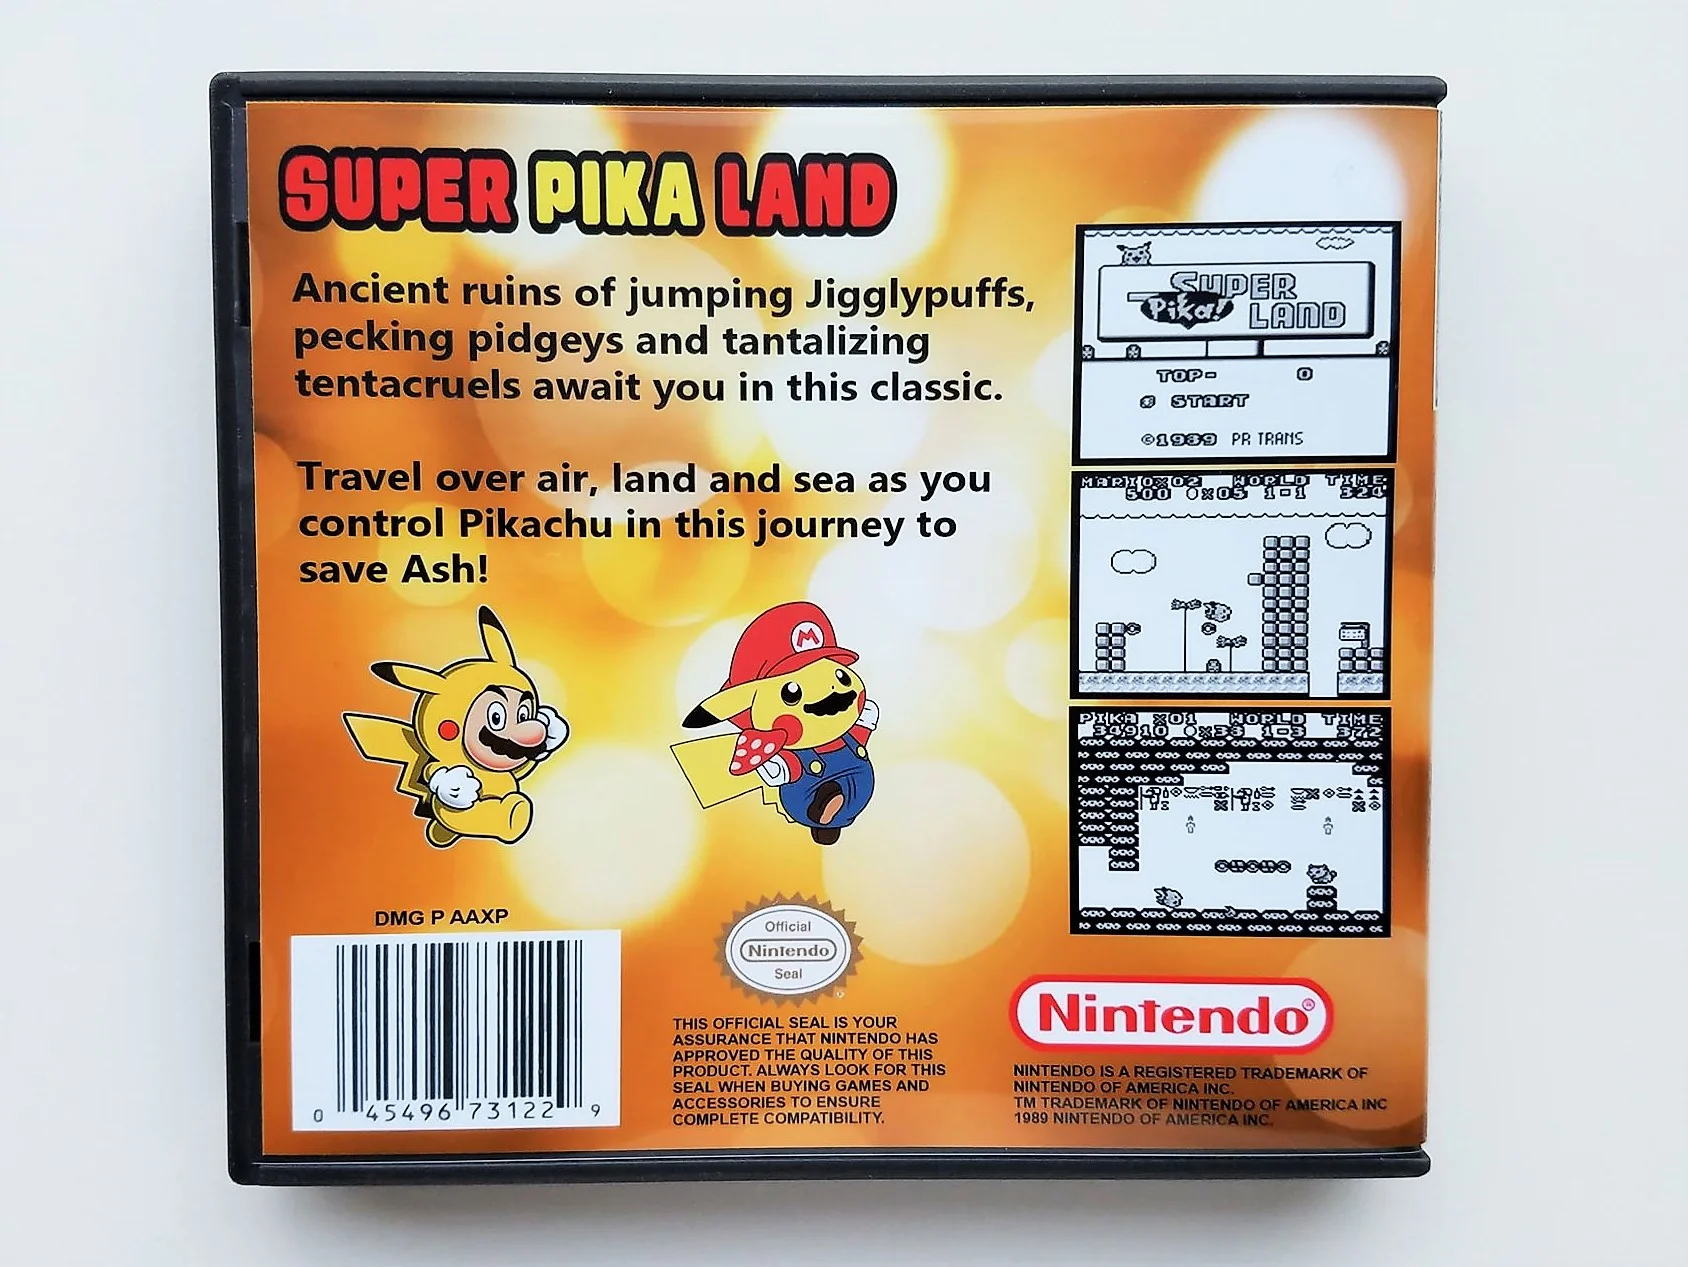 SUPER PIKA LAND
Ancient ruins of jumping Jigglypuffs,
pecking pidgeys and tantalizing
tentacruels await you in this classic.
Travel over air, land and sea as you
control Pikachu in this journey to
save Ash!
M
SUPER
Pika!
LAND
TOP- 0
START
©1989 PR TRANS
MARIO×02 WORLD TIME
500 ×05 1-1 324
PIKA ×01 WORLD TIME
34910 ×38 1-3 372
DMG P AAXP
0 45496 73122 9
Official
Nintendo
Seal
THIS OFFICIAL SEAL IS YOUR
ASSURANCE THAT NINTENDO HAS
APPROVED THE QUALITY OF THIS
PRODUCT. ALWAYS LOOK FOR THIS
SEAL WHEN BUYING GAMES AND
ACCESSORIES TO ENSURE
COMPLETE COMPATIBILITY.
Nintendo®
NINTENDO IS A REGISTERED TRADEMARK OF
NINTENDO OF AMERICA INC.
TM TRADEMARK OF NINTENDO OF AMERICA INC
1989 NINTENDO OF AMERICA INC.